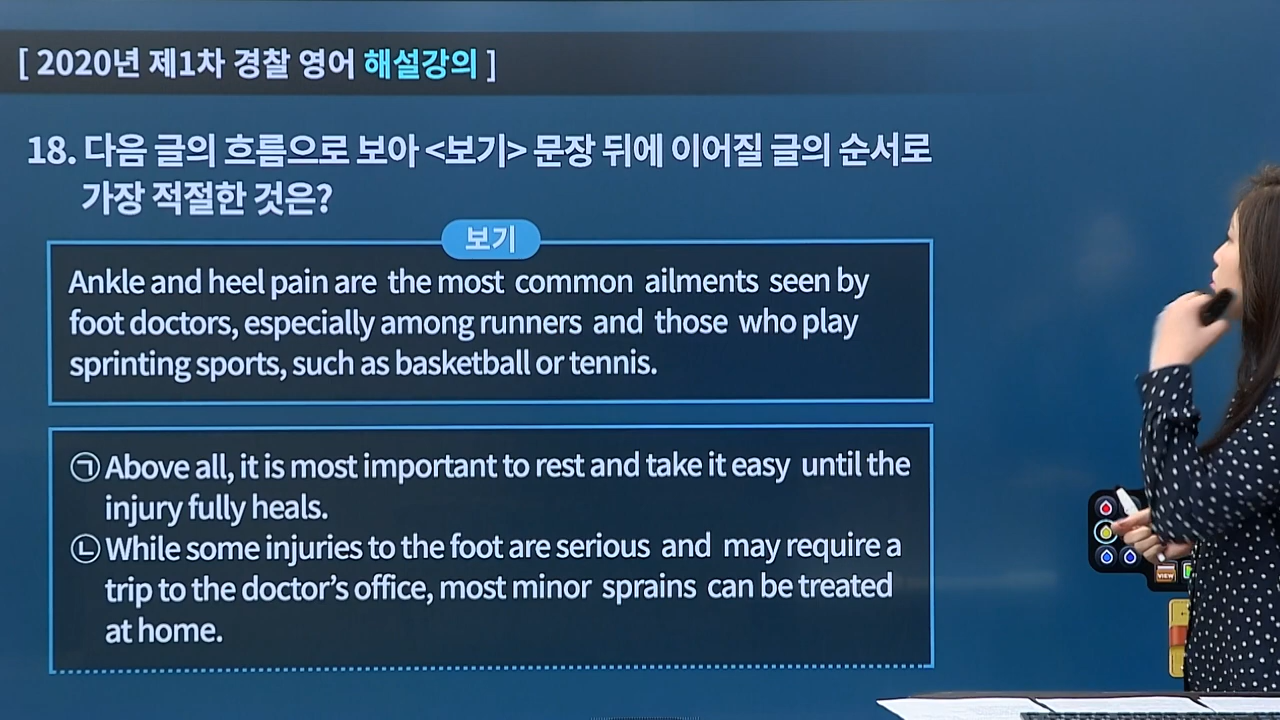 [ 2020년 제1차 경찰 영어 해설강의 ]
18. 다음 글의 흐름으로 보아 <보기> 문장 뒤에 이어질 글의 순서로
가장 적절한 것은?
보기
Ankle and heel pain are the most common ailments seen by
foot doctors, especially among runners and those who play
sprinting sports, such as basketball or tennis.
㉠ Above all, it is most important to rest and take it easy until the
injury fully heals.
㉡ While some injuries to the foot are serious and may require a
trip to the doctor’s office, most minor sprains can be treated
at home.
VIEW